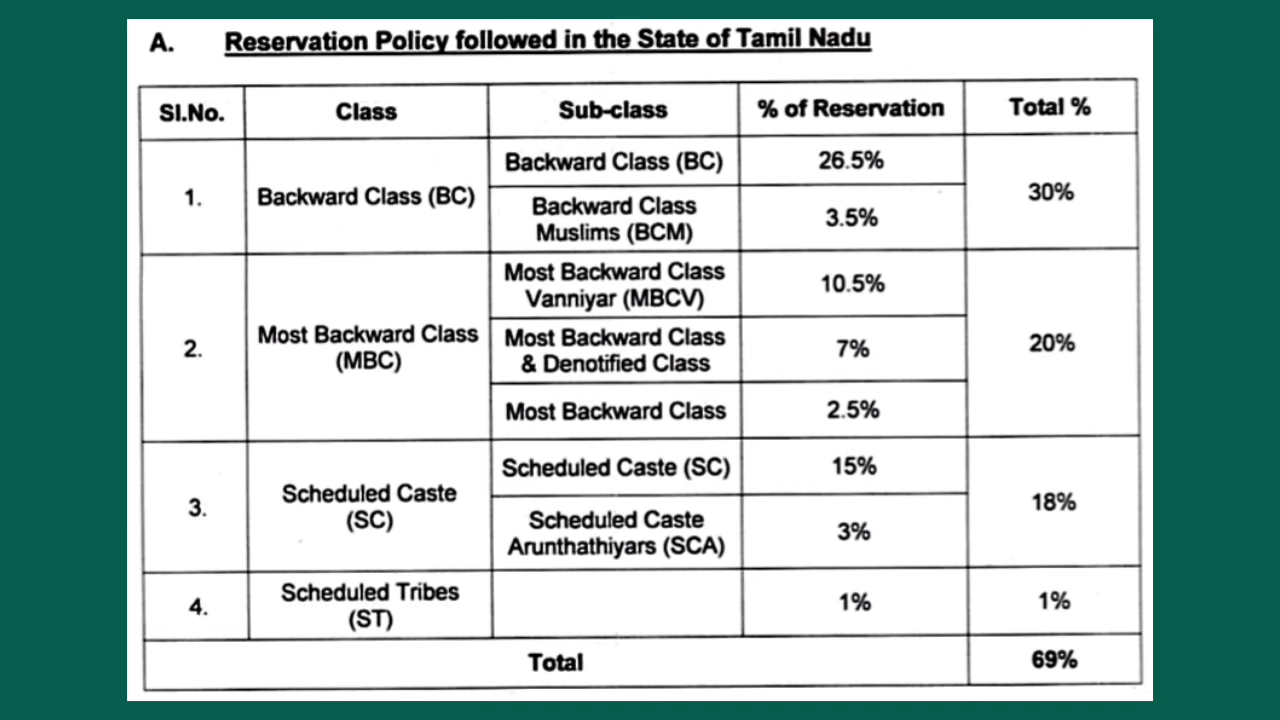 A. Reservation Policy followed in the State of Tamil Nadu
Sl.No. Class Sub-class % of Reservation Total %
1. Backward Class (BC) Backward Class (BC) 26.5% 30%
Backward Class
Muslims (BCM) 3.5%
2. Most Backward Class
(MBC) Most Backward Class
Vanniyar (MBCV) 10.5% 20%
Most Backward Class
& Denotified Class 7%
Most Backward Class 2.5%
3. Scheduled Caste
(SC) Scheduled Caste (SC) 15% 18%
Scheduled Caste
Arunthathiyars (SCA) 3%
4. Scheduled Tribes
(ST) 1% 1%
Total 69%